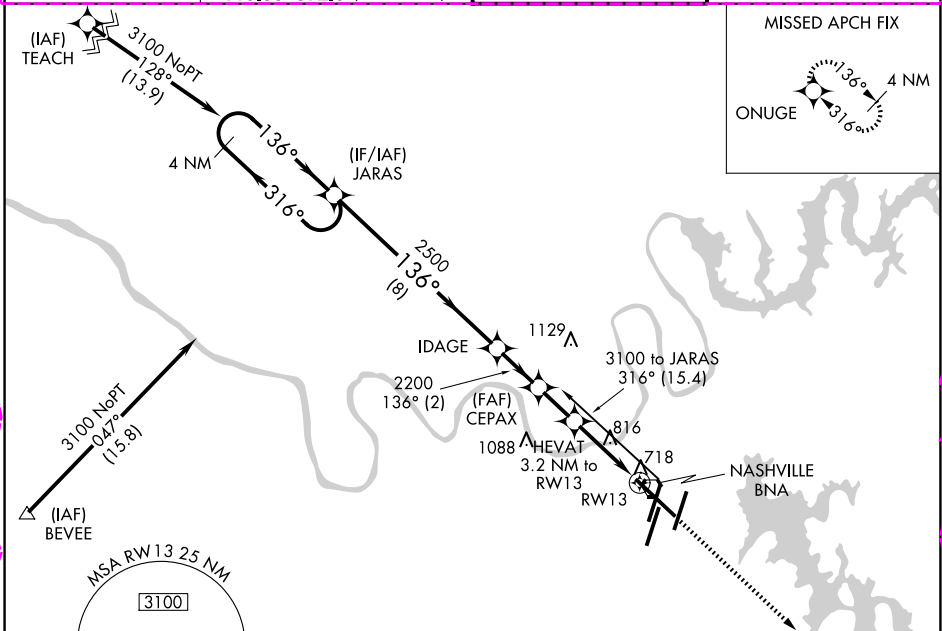 (IAF)
TEACH
3100 NoPT
128°
(13.9)
4 NM
136°
316°
(IF/IAF)
JARAS
MISSED APCH FIX
136°
4 NM
ONUGE
316°
2500
136°
(8)
IDAGE
1129
3100 to JARAS
316° (15.4)
2200
136° (2)
(FAF)
CEPAX
816
1088
HEVAT
3.2 NM to
RW13
718
RW13
NASHVILLE
BNA
3100 NoPT
047°
(15.8)
(IAF)
BEVEE
MSA RW13 25 NM
3100